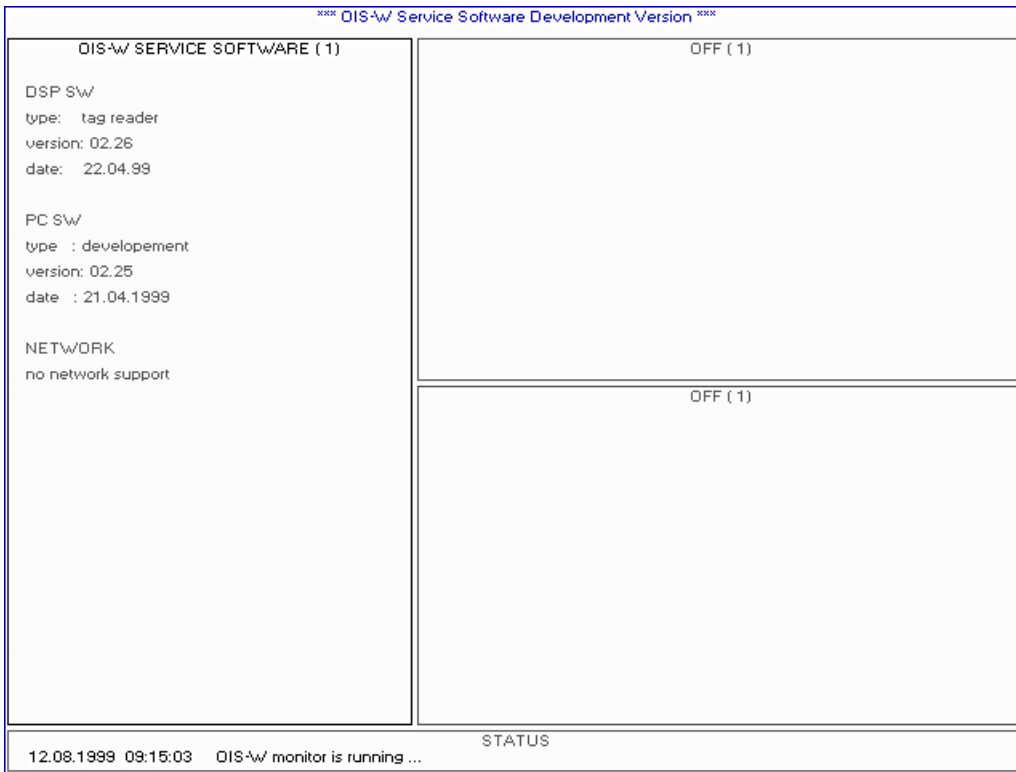 *** OIS-W Service Software Development Version ***
OIS-W SERVICE SOFTWARE ( 1 )
DSP SW
type: tag reader
version: 02.26
date: 22.04.99
PC SW
type : developement
version: 02.25
date : 21.04.1999
NETWORK
no network support
OFF ( 1 )
OFF ( 1 )
STATUS
12.08.1999 09:15:03 OIS-W monitor is running ...